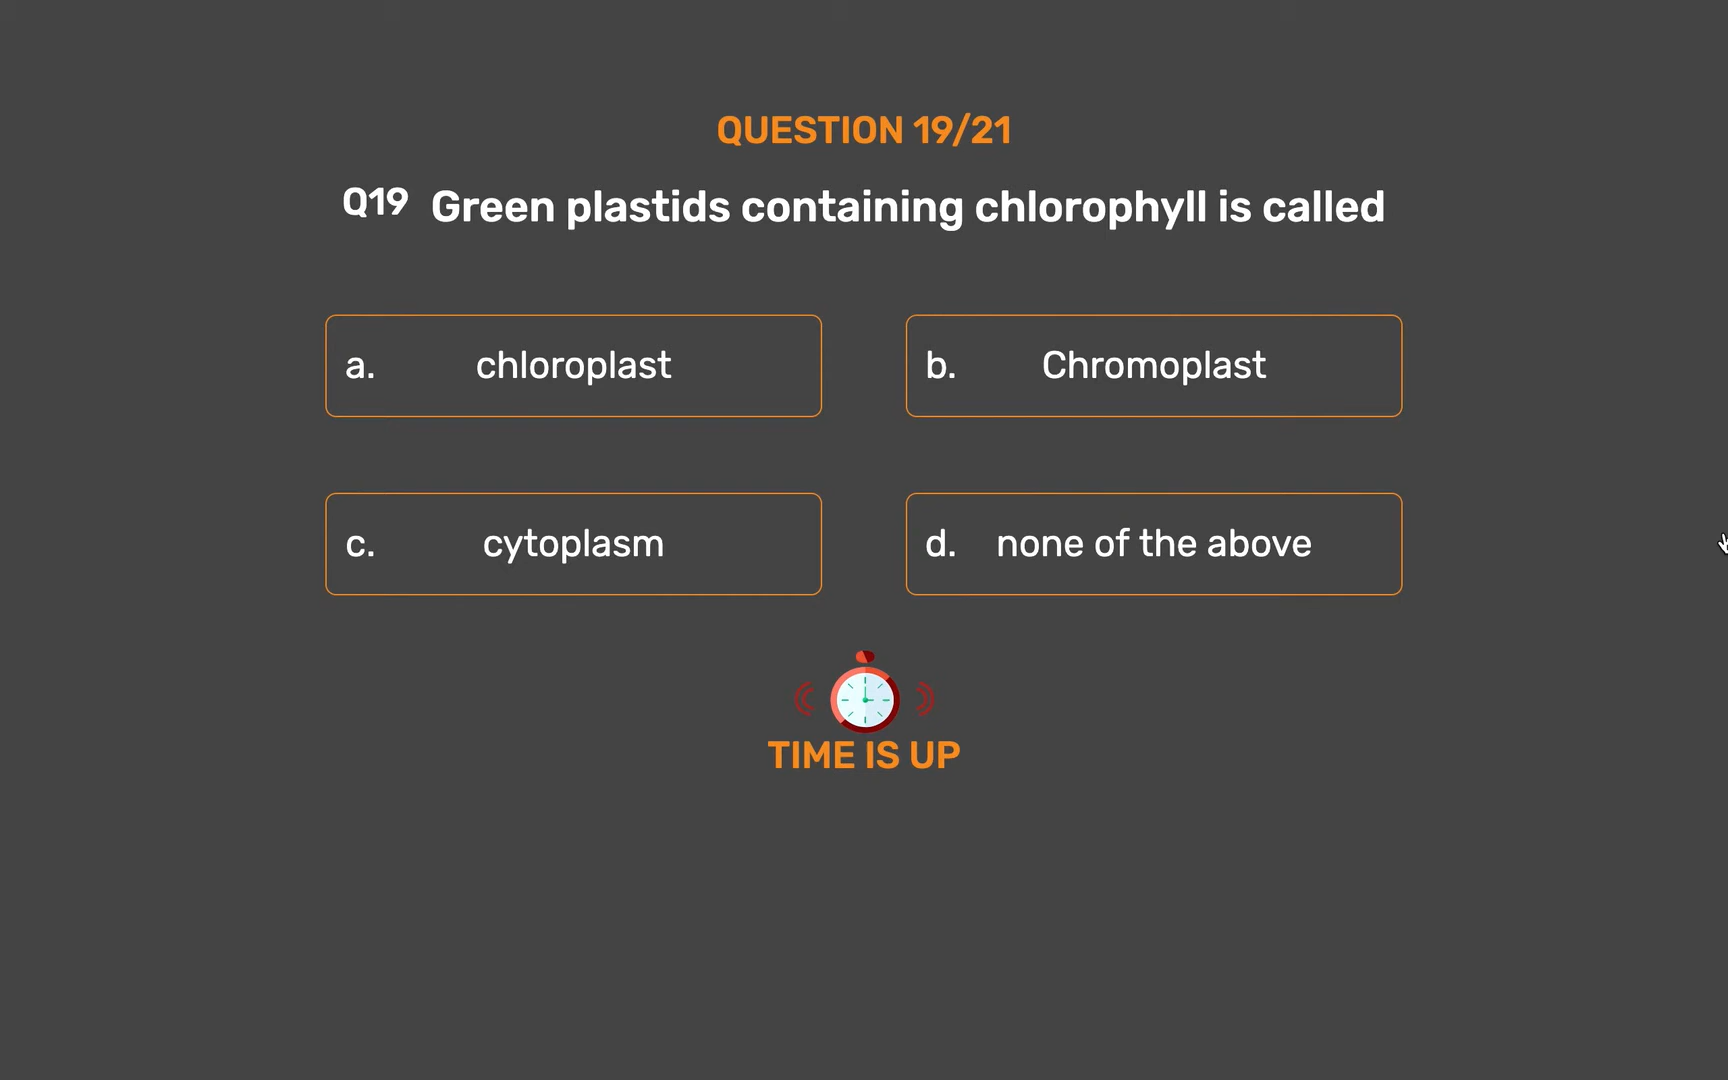 QUESTION 19/21
Q19 Green plastids containing chlorophyll is called
a. chloroplast
b. Chromoplast
c. cytoplasm
d. none of the above
TIME IS UP